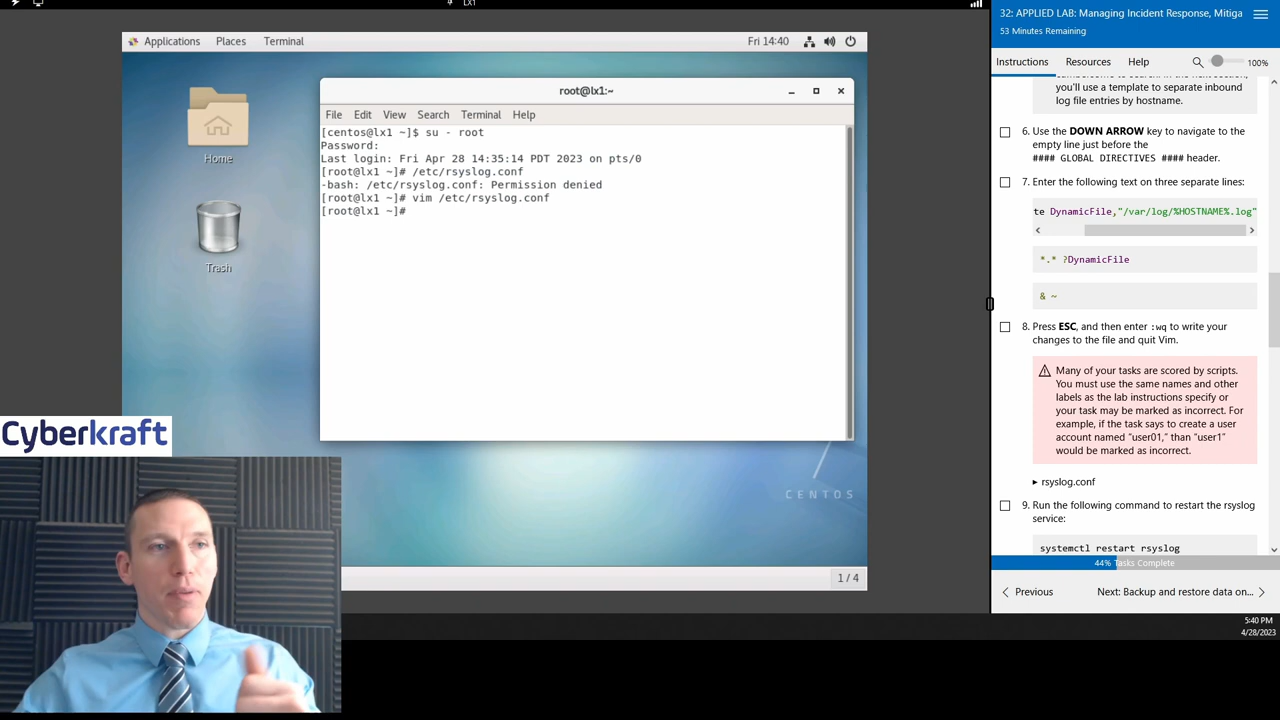 LX1
Applications Places Terminal
Fri 14:40
Home
Trash
root@lx1:~
File Edit View Search Terminal Help
[centos@lx1 ~]$ su - root
Password:
Last login: Fri Apr 28 14:35:14 PDT 2023 on pts/0
[root@lx1 ~]# /etc/rsyslog.conf
-bash: /etc/rsyslog.conf: Permission denied
[root@lx1 ~]# vim /etc/rsyslog.conf
[root@lx1 ~]#
CENTOS
1 / 4
Cyberkraft
32: APPLIED LAB: Managing Incident Response, Mitiga
53 Minutes Remaining
Instructions Resources Help
100%
you'll use a template to separate inbound
log file entries by hostname.
6. Use the DOWN ARROW key to navigate to the
empty line just before the
#### GLOBAL DIRECTIVES #### header.
7. Enter the following text on three separate lines:
te DynamicFile,"/var/log/%HOSTNAME%.log"
*.* ?DynamicFile
& ~
8. Press ESC, and then enter :wq to write your
changes to the file and quit Vim.
Many of your tasks are scored by scripts.
You must use the same names and other
labels as the lab instructions specify or
your task may be marked as incorrect. For
example, if the task says to create a user
account named "user01," than "user1"
would be marked as incorrect.
rsyslog.conf
9. Run the following command to restart the rsyslog
service:
systemctl restart rsyslog
44% Tasks Complete
Previous
Next: Backup and restore data on...
5:40 PM
4/28/2023